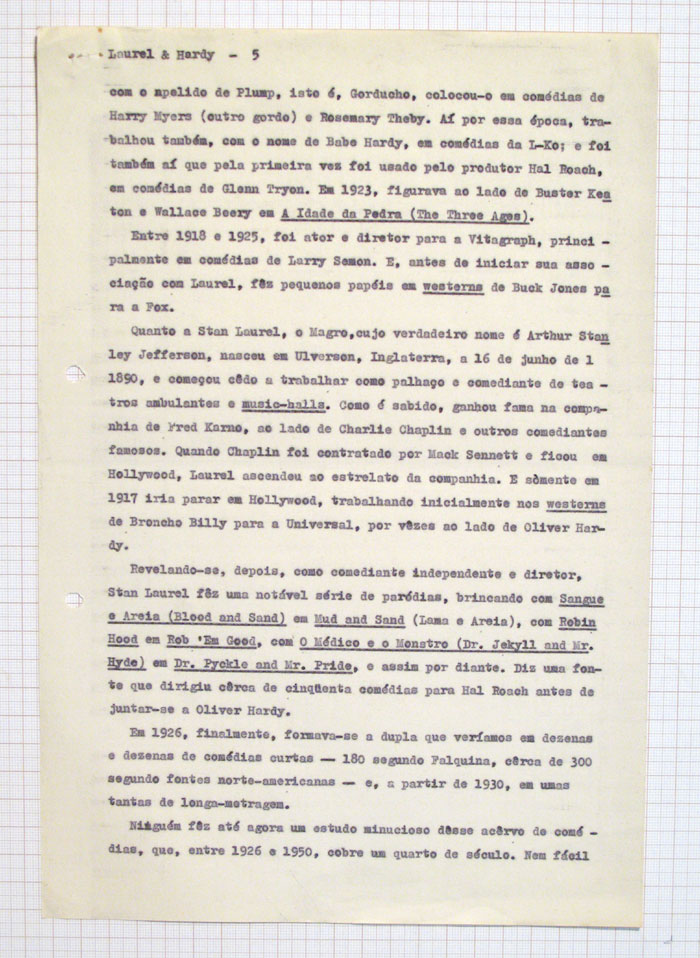 Laurel & Hardy - 5
com o apelido de Plump, isto é, Gorducho, colocou-o em comédias de
Harry Myers (outro gordo) e Rosemary Theby. Aí por essa época, tra-
balhou também, com o nome de Babe Hardy, em comédias da L-Ko; e foi
também aí que pela primeira vez foi usado pelo produtor Hal Roach,
em comédias de Glenn Tryon. Em 1923, figurava ao lado de Buster Kea
ton e Wallace Beery em A Idade da Pedra (The Three Ages).
Entre 1918 e 1925, foi ator e diretor para a Vitagraph, princi -
palmente em comédias de Larry Semon. E, antes de iniciar sua asso -
ciação com Laurel, fêz pequenos papéis em westerns de Buck Jones pa
ra a Fox.
Quanto a Stan Laurel, o Magro,cujo verdadeiro nome é Arthur Stan
ley Jefferson, nasceu em Ulverson, Inglaterra, a 16 de junho de l
1890, e começou cêdo a trabalhar como palhaço e comediante de tea -
tros ambulantes e music-halls. Como é sabido, ganhou fama na compa-
nhia de Fred Karno, ao lado de Charlie Chaplin e outros comediantes
famosos. Quando Chaplin foi contratado por Mack Sennett e ficou em
Hollywood, Laurel ascendeu ao estrelato da companhia. E sòmente em
1917 iria parar em Hollywood, trabalhando inicialmente nos westerns
de Broncho Billy para a Universal, por vêzes ao lado de Oliver Har-
dy.
Revelando-se, depois, como comediante independente e diretor,
Stan Laurel fêz uma notável série de paródias, brincando com Sangue
e Areia (Blood and Sand) em Mud and Sand (Lama e Areia), com Robin
Hood em Rob 'Em Good, com O Médico e o Monstro (Dr. Jekyll and Mr.
Hyde) em Dr. Pyckle and Mr. Pride, e assim por diante. Diz uma fon-
te que dirigiu cêrca de cinqüenta comédias para Hal Roach antes de
juntar-se a Oliver Hardy.
Em 1926, finalmente, formava-se a dupla que veríamos em dezenas
e dezenas de comédias curtas — 180 segundo Falquina, cêrca de 300
segundo fontes norte-americanas — e, a partir de 1930, em umas
tantas de longa-metragem.
Ninguém fêz até agora um estudo minucioso dêsse acêrvo de comé -
dias, que, entre 1926 e 1950, cobre um quarto de século. Nem fácil